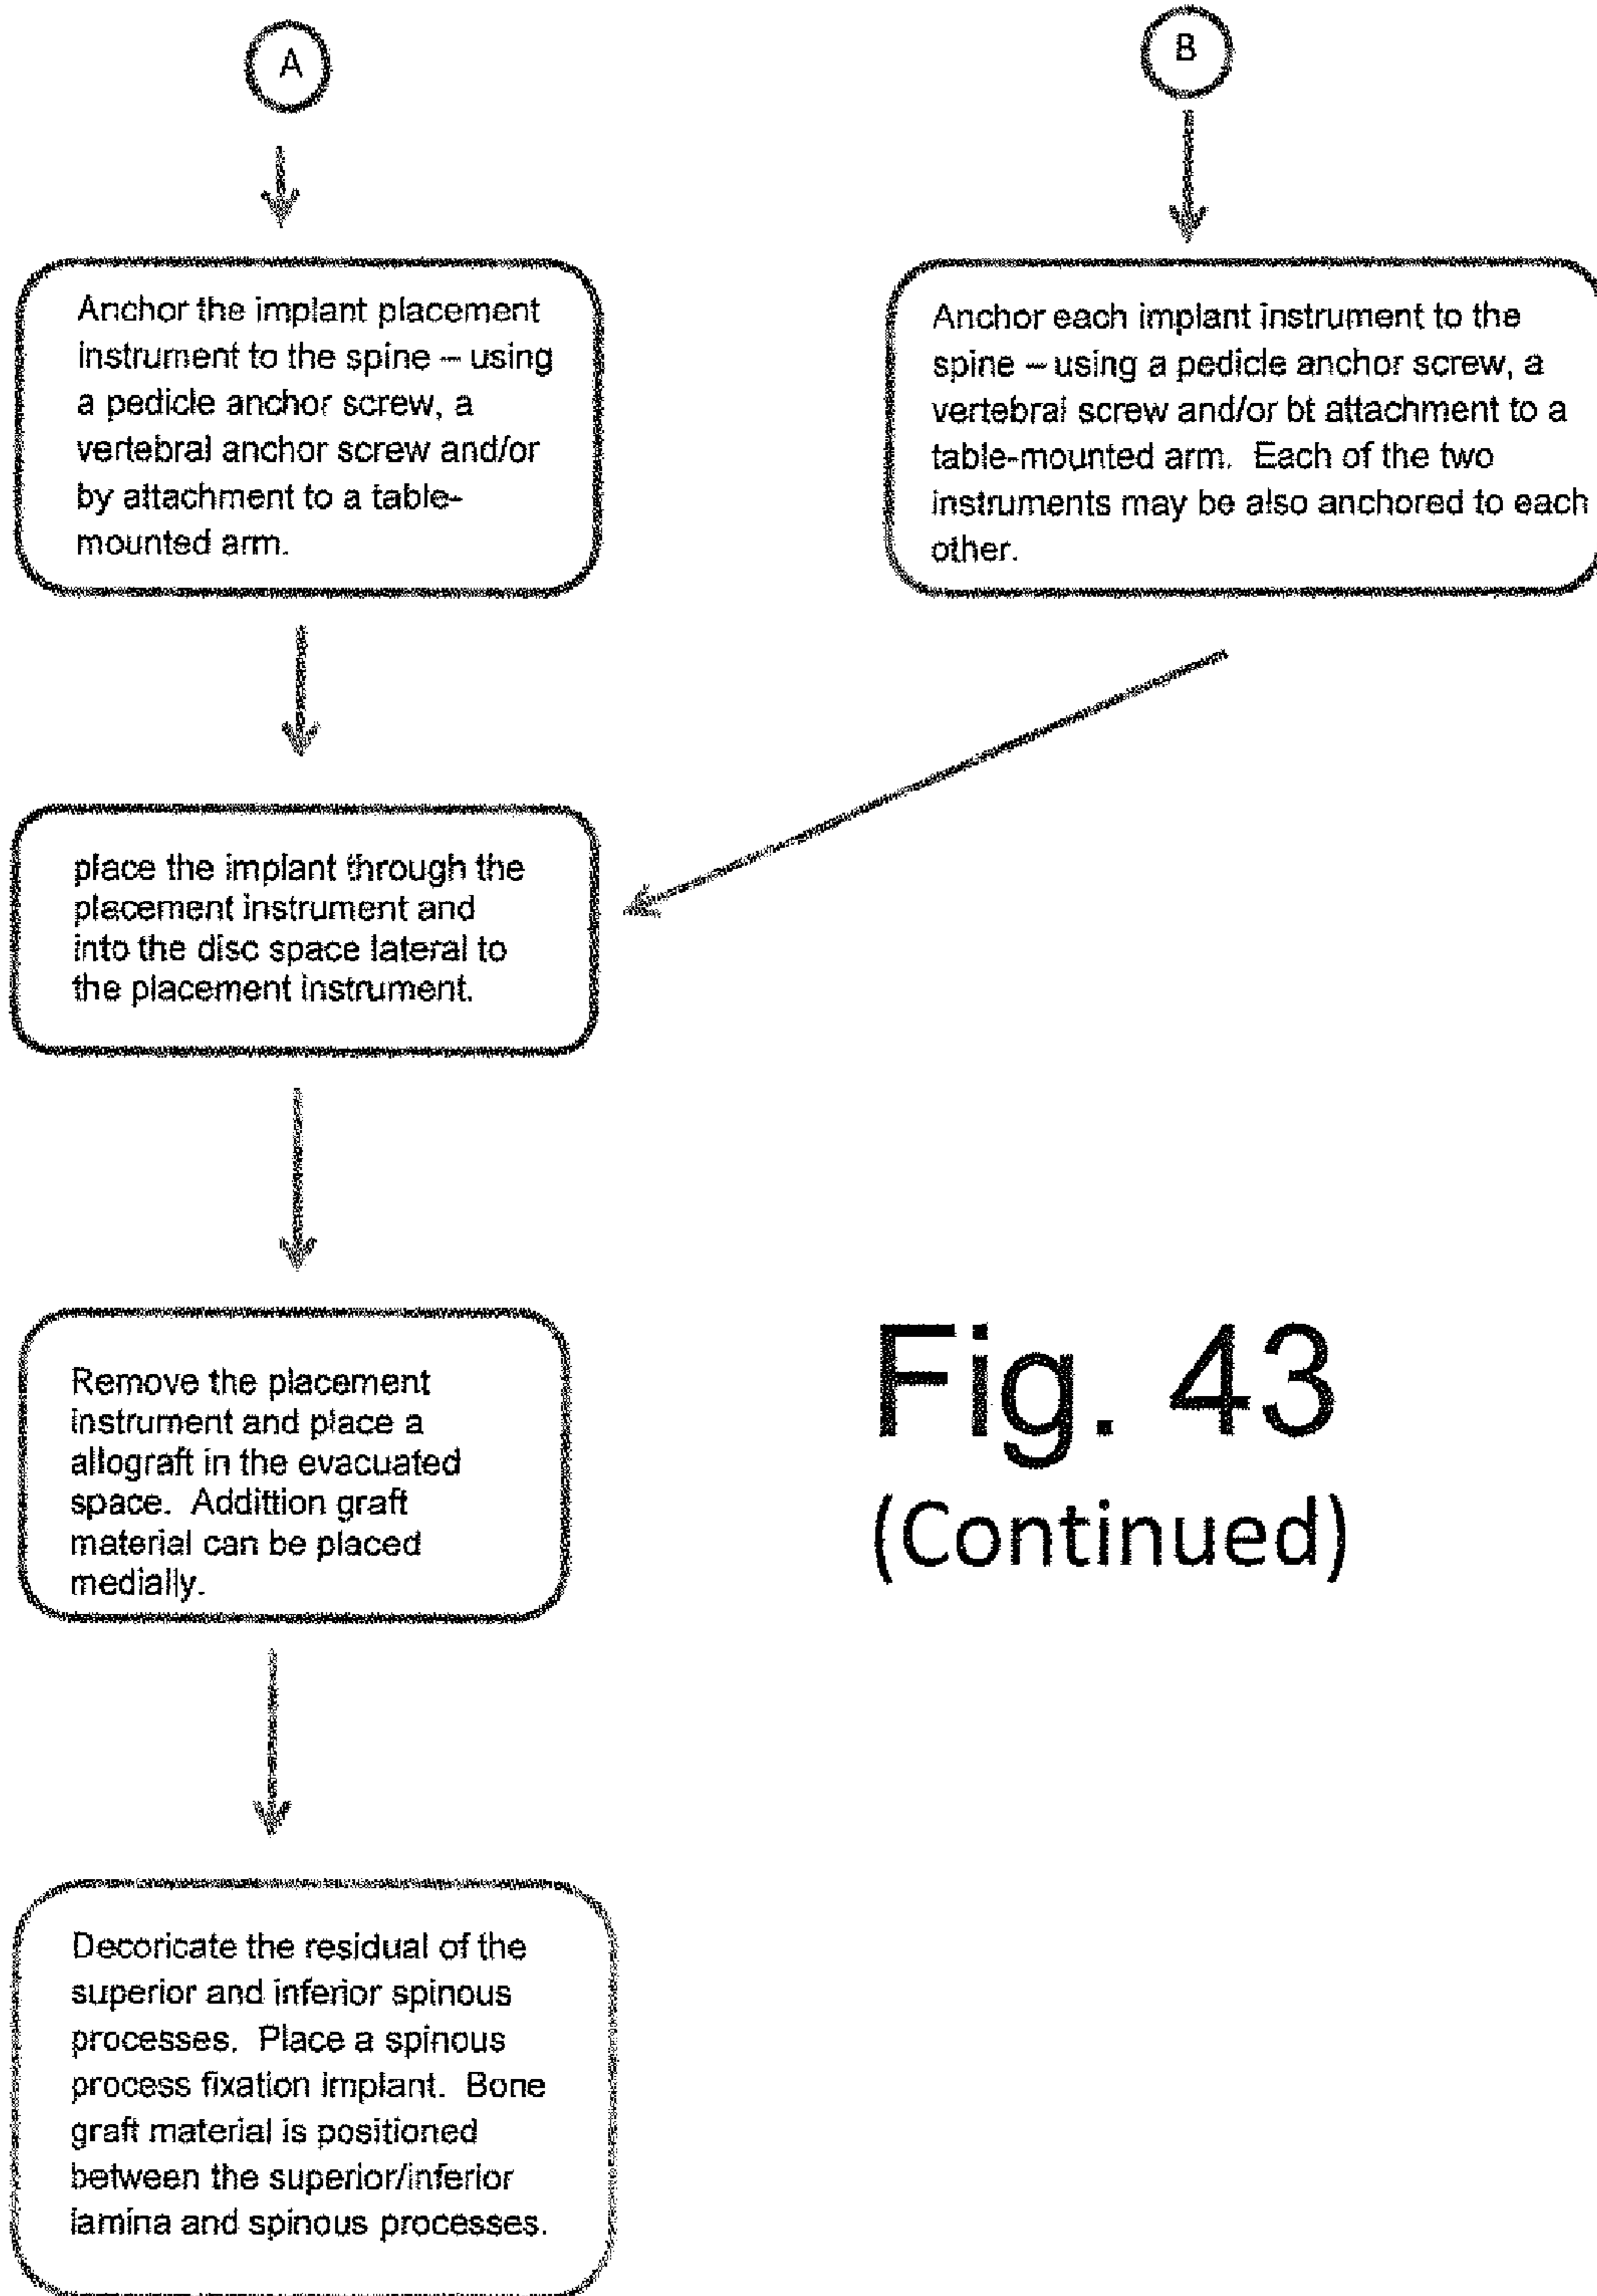 A
B
Anchor the implant placement
instrument to the spine – using
a pedicle anchor screw, a
vertebral anchor screw and/or
by attachment to a table-
mounted arm.
Anchor each implant instrument to the
spine – using a pedicle anchor screw, a
vertebral screw and/or bt attachment to a
table-mounted arm. Each of the two
instruments may be also anchored to each
other.
place the implant through the
placement instrument and
into the disc space lateral to
the placement instrument.
Remove the placement
instrument and place a
allograft in the evacuated
space. Addittion graft
material can be placed
medially.
Fig. 43
(Continued)
Decoricate the residual of the
superior and inferior spinous
processes. Place a spinous
process fixation implant. Bone
graft material is positioned
between the superior/inferior
lamina and spinous processes.